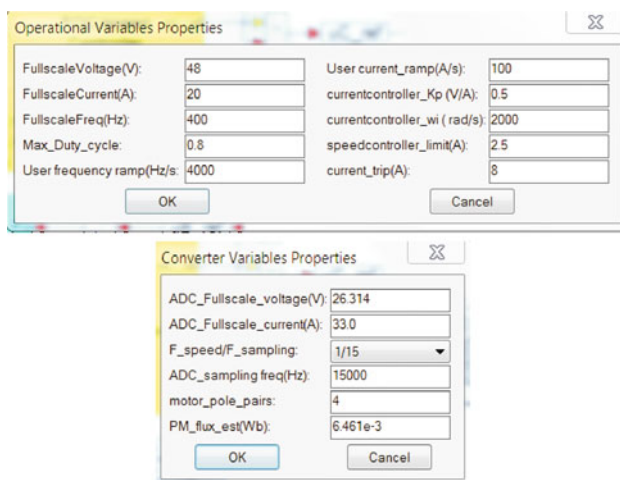 Operational Variables Properties
FullscaleVoltage(V): 48 User current_ramp(A/s): 100
FullscaleCurrent(A): 20 currentcontroller_Kp (V/A): 0.5
FullscaleFreq(Hz): 400 currentcontroller_wi ( rad/s): 2000
Max_Duty_cycle: 0.8 speedcontroller_limit(A): 2.5
User frequency ramp(Hz/s: 4000 current_trip(A): 8
OK Cancel
Converter Variables Properties
ADC_Fullscale_voltage(V): 26.314
ADC_Fullscale_current(A): 33.0
F_speed/F_sampling: 1/15
ADC_sampling freq(Hz): 15000
motor_pole_pairs: 4
PM_flux_est(Wb): 6.461e-3
OK Cancel